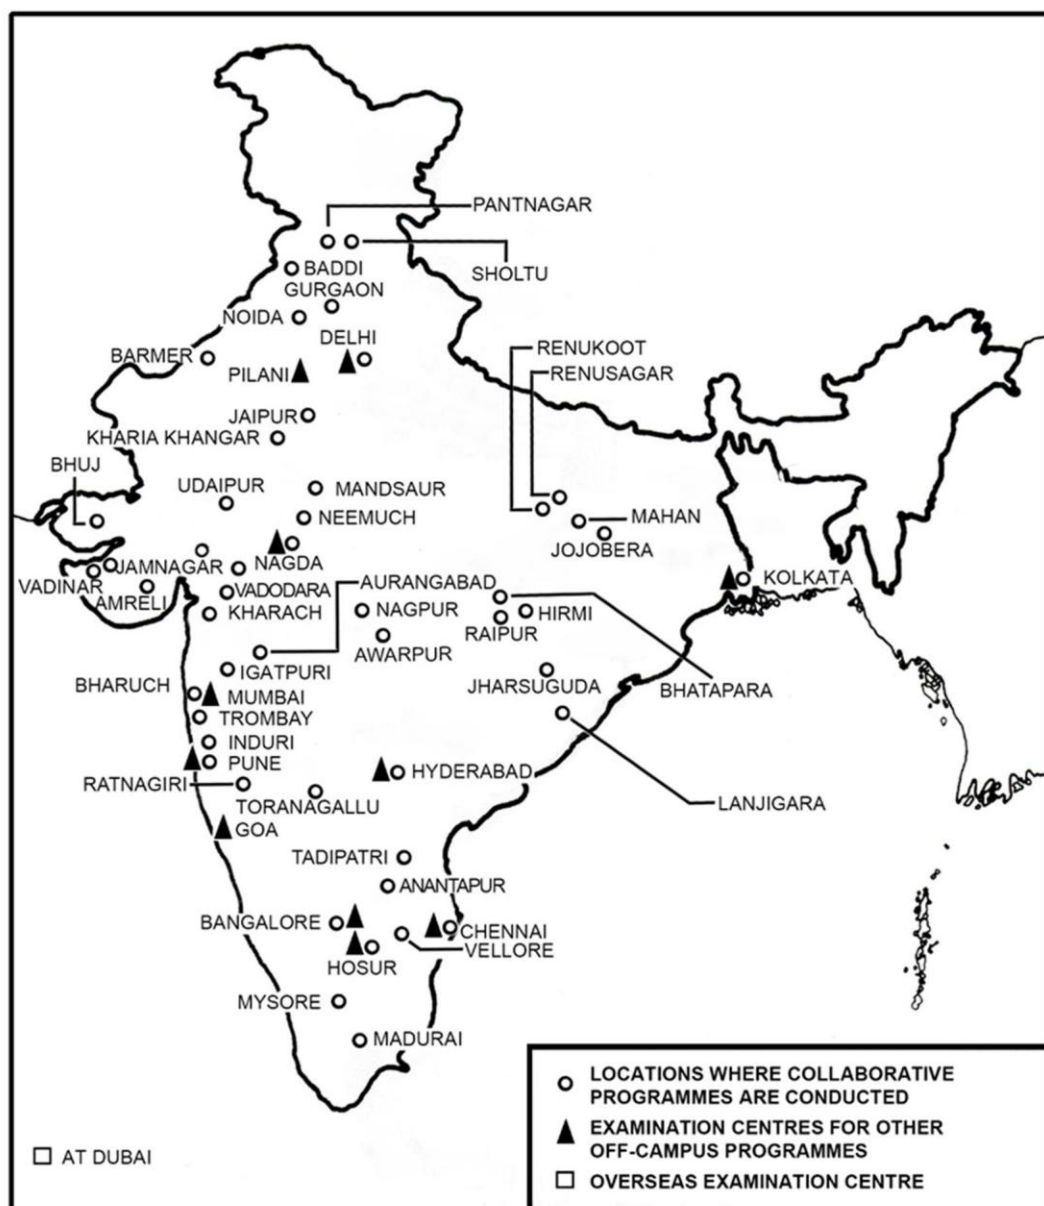 PANTNAGAR
SHOLTU
BADDI
GURGAON
NOIDA
DELHI
BARMER
PILANI
RENUKOOT
RENUSAGAR
JAIPUR
KHARIA KHANGAR
BHUJ
UDAIPUR
MANDSAUR
NEEMUCH
MAHAN
JOJOBERA
JAMNAGAR
NAGDA
VADINAR
AMRELI
VADODARA
AURANGABAD
KOLKATA
KHARACH
NAGPUR
HIRMI
RAIPUR
AWARPUR
IGATPURI
BHARUCH
MUMBAI
JHARSUGUDA
BHATAPARA
TROMBAY
INDURI
PUNE
HYDERABAD
RATNAGIRI
TORANAGALLU
LANJIGARA
GOA
TADIPATRI
ANANTAPUR
BANGALORE
CHENNAI
VELLORE
HOSUR
MYSORE
MADURAI
LOCATIONS WHERE COLLABORATIVE
PROGRAMMES ARE CONDUCTED
EXAMINATION CENTRES FOR OTHER
OFF-CAMPUS PROGRAMMES
AT DUBAI
OVERSEAS EXAMINATION CENTRE